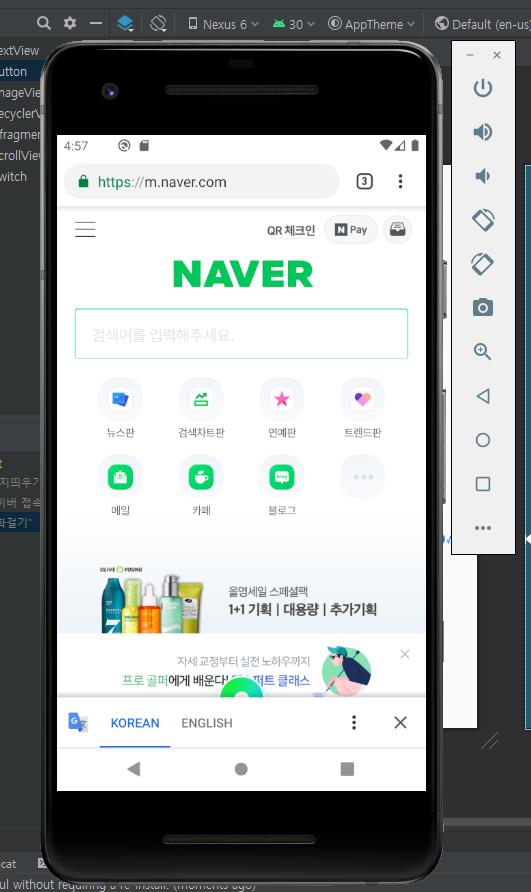 Nexus 6
30
AppTheme
Default (en-us)
extView
utton
nageVie
ecyclerV
fragmen
crollView
witch
4:57
https://m.naver.com
3
QR 체크인
N Pay
NAVER
검색어를 입력해주세요.
뉴스판
검색차트판
연예판
트렌드판
메일
카페
blog
블로그
t
지띄우기
이버 접속
화걸기"
OLIVE YOUNG
올영세일 스페셜팩
1+1 기획 | 대용량 | 추가기획
자세 교정부터 실전 노하우까지
프로 골퍼에게 배운다! 퍼트 클래스
G
KOREAN
ENGLISH
cat
ul without requiring a re-install. (moments ago)